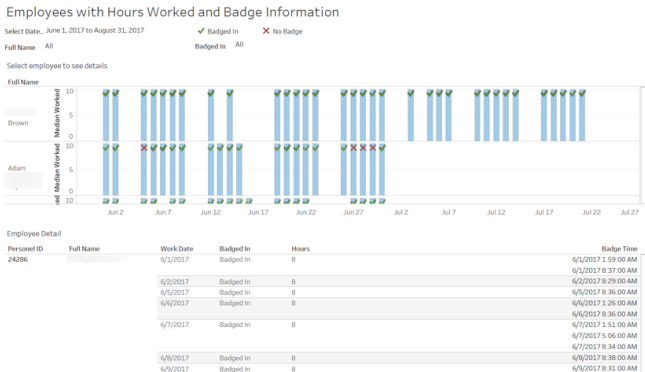 Employees with Hours Worked and Badge Information
Select Date.. June 1, 2017 to August 31, 2017 Badged In No Badge
Full Name All Badged In All
Select employee to see details
Full Name
Brown
Median Worked
10
5
0
Adam
Median Worked
10
5
0
ed
10
Jun 2 Jun 7 Jun 12 Jun 17 Jun 22 Jun 27 Jul 2 Jul 7 Jul 12 Jul 17 Jul 22 Jul 27
Employee Detail
Personel ID Full Name Work Date Badged In Hours Badge Time
24286 6/1/2017 Badged In 8 6/1/2017 1:59:00 AM
6/1/2017 8:37:00 AM
6/2/2017 Badged In 8 6/2/2017 8:29:00 AM
6/5/2017 Badged In 8 6/5/2017 8:36:00 AM
6/6/2017 Badged In 8 6/6/2017 1:26:00 AM
6/6/2017 8:36:00 AM
6/7/2017 Badged In 8 6/7/2017 1:51:00 AM
6/7/2017 5:06:00 AM
6/7/2017 8:34:00 AM
6/8/2017 Badged In 8 6/8/2017 8:38:00 AM
6/9/2017 Badged In 8 6/9/2017 8:31:00 AM